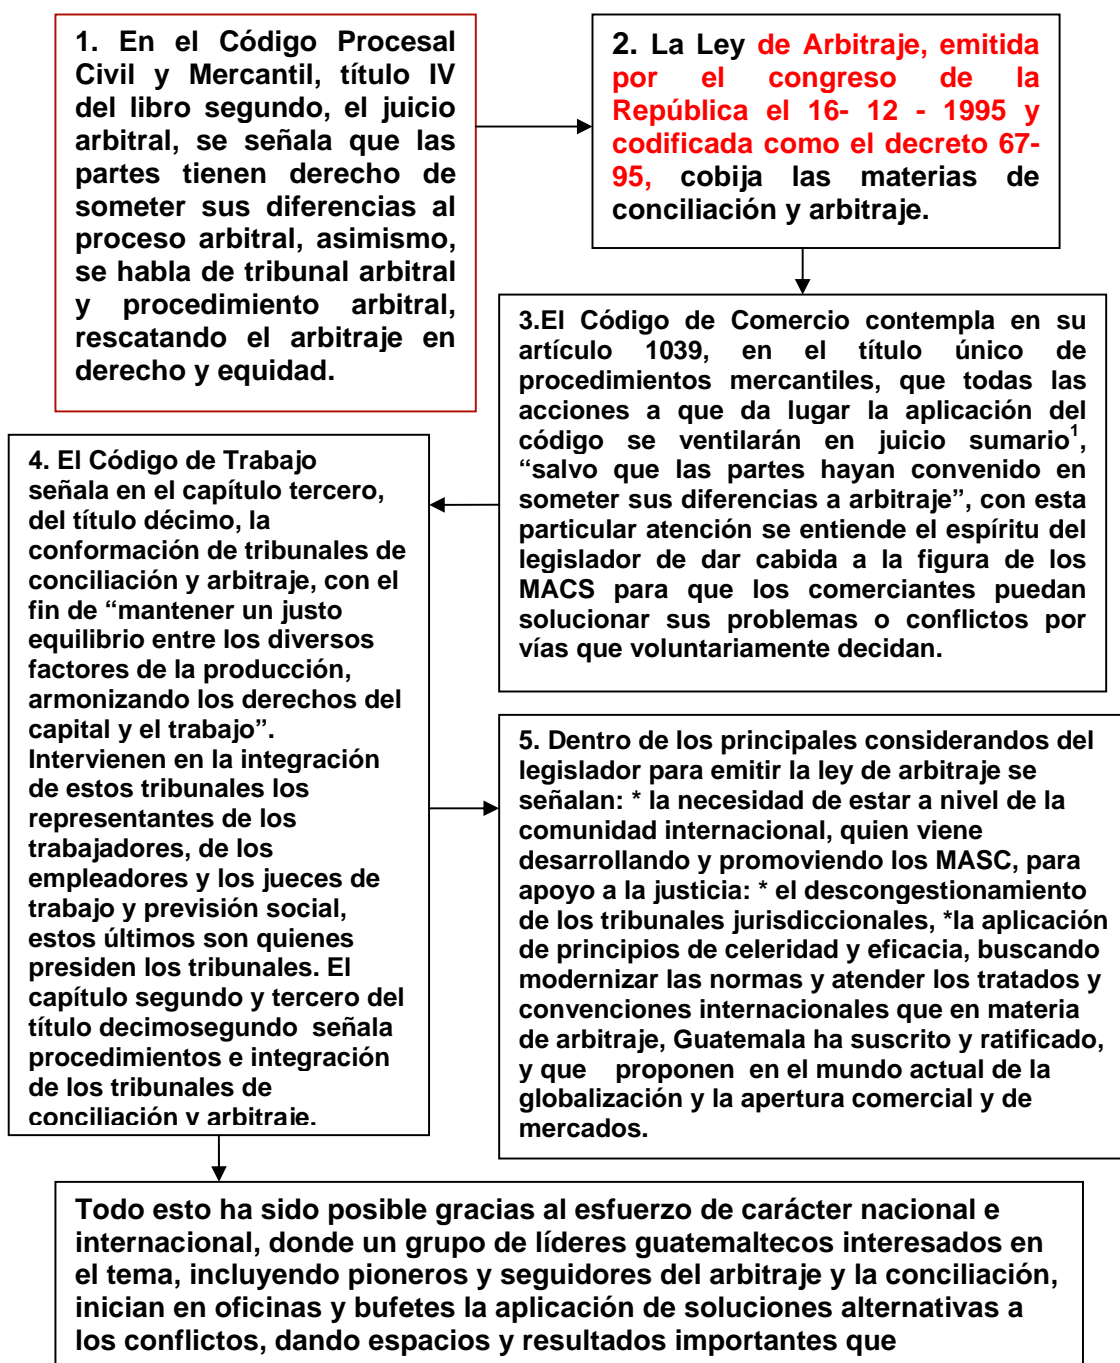 1. En el Código Procesal
Civil y Mercantil, título IV
del libro segundo, el juicio
arbitral, se señala que las
partes tienen derecho de
someter sus diferencias al
proceso arbitral, asimismo,
se habla de tribunal arbitral
y procedimiento arbitral,
rescatando el arbitraje en
derecho y equidad.
2. La Ley de Arbitraje, emitida
por el congreso de la
República el 16- 12 - 1995 y
codificada como el decreto 67-
95, cobija las materias de
conciliación y arbitraje.
3.El Código de Comercio contempla en su
artículo 1039, en el título único de
procedimientos mercantiles, que todas las
acciones a que da lugar la aplicación del
código se ventilarán en juicio sumario¹,
“salvo que las partes hayan convenido en
someter sus diferencias a arbitraje”, con esta
particular atención se entiende el espíritu del
legislador de dar cabida a la figura de los
MACS para que los comerciantes puedan
solucionar sus problemas o conflictos por
vías que voluntariamente decidan.
4. El Código de Trabajo
señala en el capítulo tercero,
del título décimo, la
conformación de tribunales de
conciliación y arbitraje, con el
fin de “mantener un justo
equilibrio entre los diversos
factores de la producción,
armonizando los derechos del
capital y el trabajo”.
Intervienen en la integración
de estos tribunales los
representantes de los
trabajadores, de los
empleadores y los jueces de
trabajo y previsión social,
estos últimos son quienes
presiden los tribunales. El
capítulo segundo y tercero del
título decimosegundo señala
procedimientos e integración
de los tribunales de
conciliación y arbitraje.
5. Dentro de los principales considerandos del
legislador para emitir la ley de arbitraje se
señalan: * la necesidad de estar a nivel de la
comunidad internacional, quien viene
desarrollando y promoviendo los MASC, para
apoyo a la justicia: * el descongestionamiento
de los tribunales jurisdiccionales, *la aplicación
de principios de celeridad y eficacia, buscando
modernizar las normas y atender los tratados y
convenciones internacionales que en materia
de arbitraje, Guatemala ha suscrito y ratificado,
y que proponen en el mundo actual de la
globalización y la apertura comercial y de
mercados.
Todo esto ha sido posible gracias al esfuerzo de carácter nacional e
internacional, donde un grupo de líderes guatemaltecos interesados en
el tema, incluyendo pioneros y seguidores del arbitraje y la conciliación,
inician en oficinas y bufetes la aplicación de soluciones alternativas a
los conflictos, dando espacios y resultados importantes que